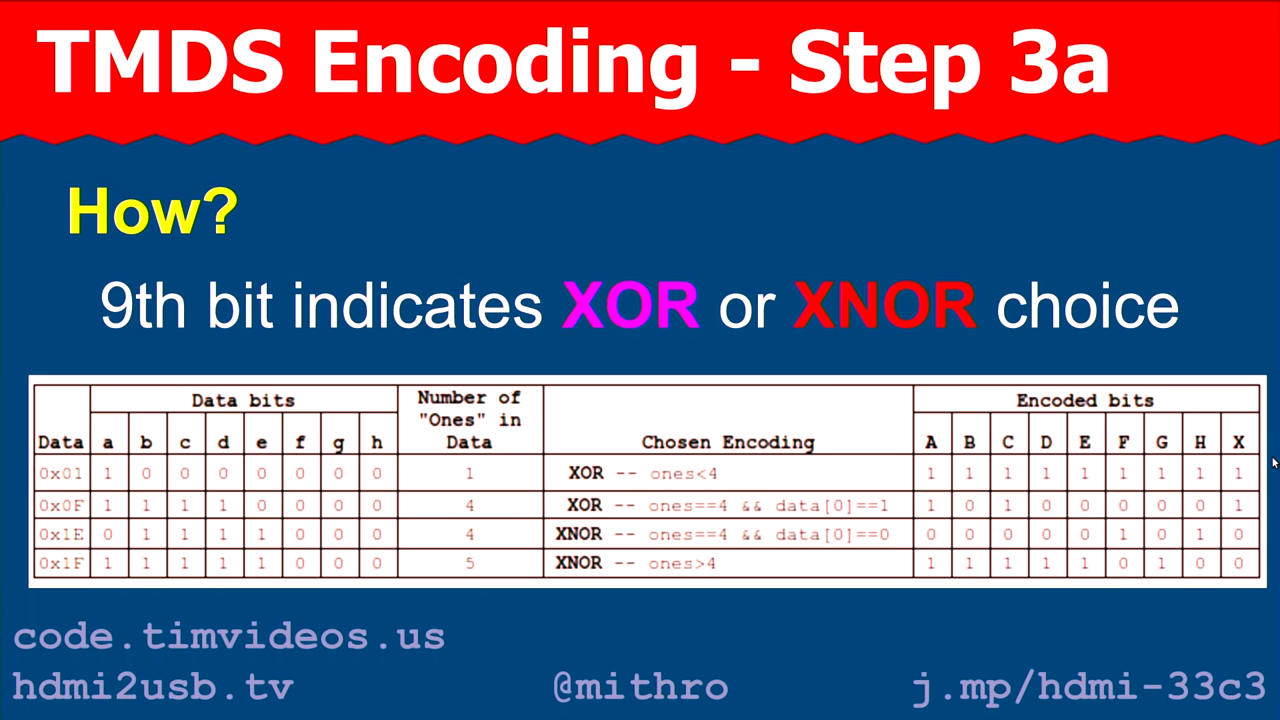 TMDS Encoding - Step 3a
How?
9th bit indicates XOR or XNOR choice
Data bits Number of "Ones" in Data Encoded bits
Data a b c d e f g h Chosen Encoding A B C D E F G H X
0x01 1 0 0 0 0 0 0 0 1 XOR -- ones<4 1 1 1 1 1 1 1 1 1
0x0F 1 1 1 1 0 0 0 0 4 XOR -- ones==4 && data[0]==1 1 0 1 0 0 0 0 0 1
0x1E 0 1 1 1 1 0 0 0 4 XNOR -- ones==4 && data[0]==0 0 0 0 0 0 1 0 1 0
0x1F 1 1 1 1 1 0 0 0 5 XNOR -- ones>4 1 1 1 1 1 0 1 0 0
code.timvideos.us
hdmi2usb.tv @mithro j.mp/hdmi-33c3